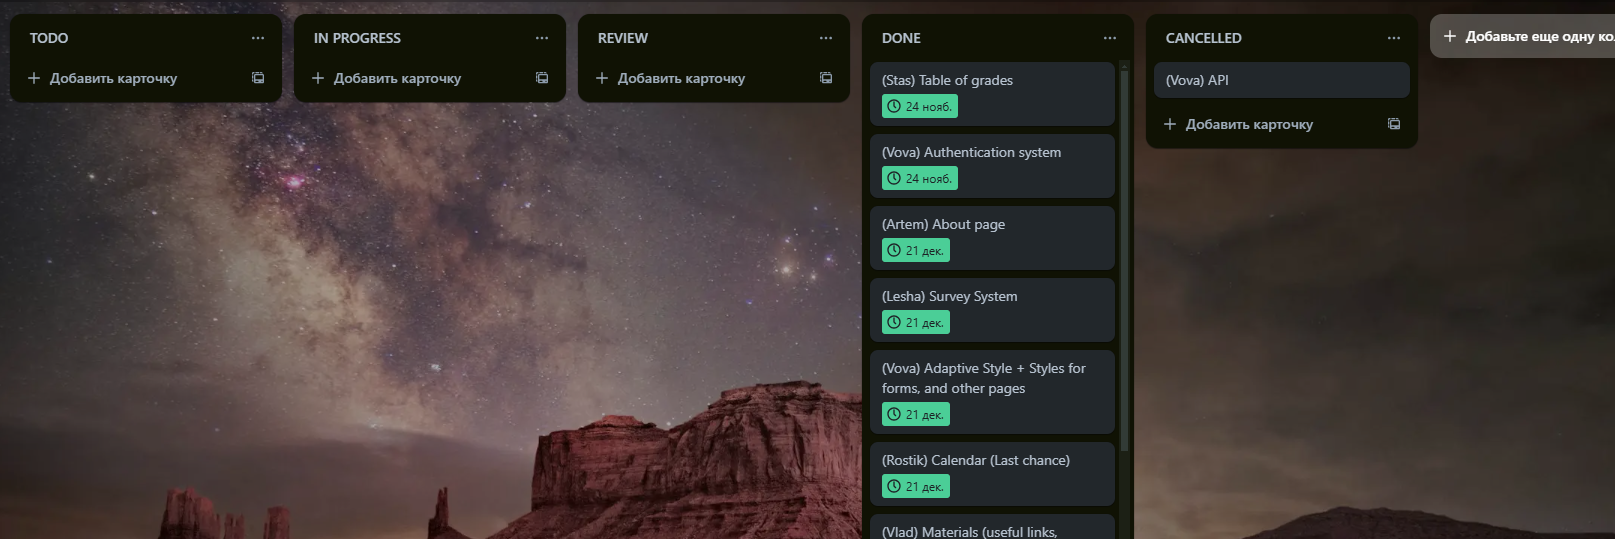 TODO
Добавить карточку
IN PROGRESS
Добавить карточку
REVIEW
Добавить карточку
DONE
(Stas) Table of grades
24 нояб.
(Vova) Authentication system
24 нояб.
(Artem) About page
21 дек.
(Lesha) Survey System
21 дек.
(Vova) Adaptive Style + Styles for
forms, and other pages
21 дек.
(Rostik) Calendar (Last chance)
21 дек.
(Vlad) Materials (useful links,
CANCELLED
(Vova) API
Добавить карточку
Добавьте еще одну